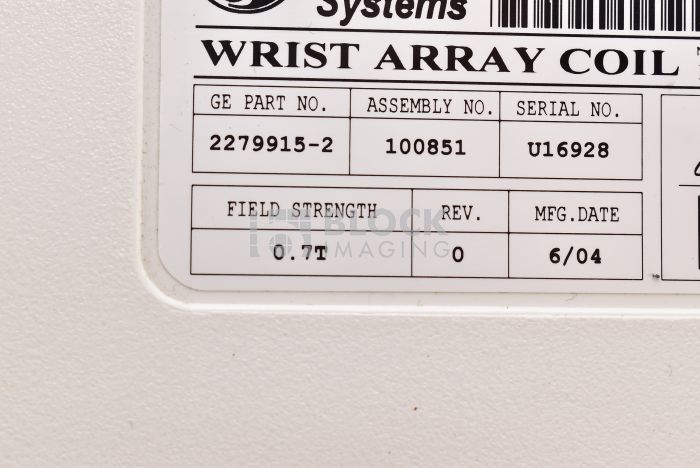 Systems
WRIST ARRAY COIL
GE PART NO. ASSEMBLY NO. SERIAL NO.
2279915-2 100851 U16928
FIELD STRENGTH REV. MFG.DATE
0.7T 0 6/04
BLOCK
IMAGING